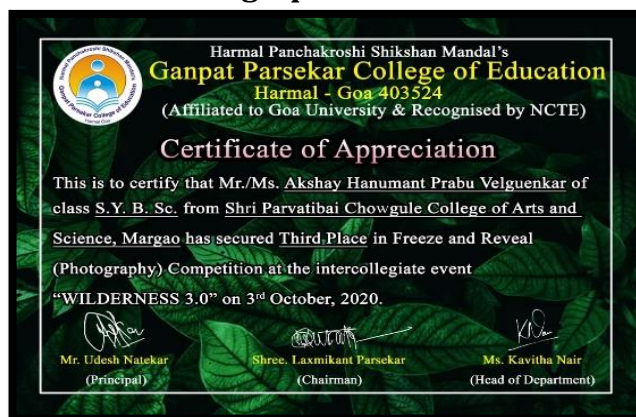 Harmal Panchakroshi Shikshan Mandal's
Ganpat Parsekar College of Education
Harmal - Goa 403524
(Affiliated to Goa University & Recognised by NCTE)
Certificate of Appreciation
This is to certify that Mr./Ms. Akshay Hanumant Prabu Velguenkar of
class S.Y. B. Sc. from Shri Parvatibai Chowgule College of Arts and
Science, Margao has secured Third Place in Freeze and Reveal
(Photography) Competition at the intercollegiate event
“WILDERNESS 3.0” on 3rd October, 2020.
Mr. Udesh Natekar
Shree. Laxmikant Parsekar
Ms. Kavitha Nair
(Principal)
(Chairman)
(Head of Department)